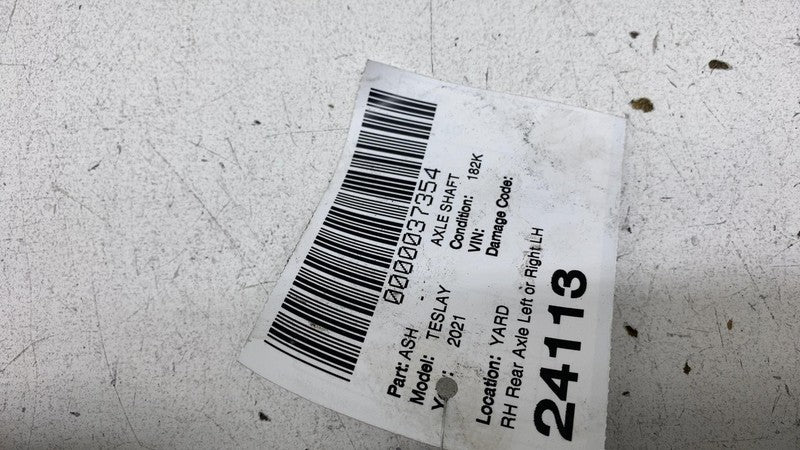 0000037354
Part: ASH AXLE SHAFT
Model: TESLAY Condition: 182K
2021 VIN:
Location: YARD Damage Code:
RH Rear Axle Left or Right LH
24113